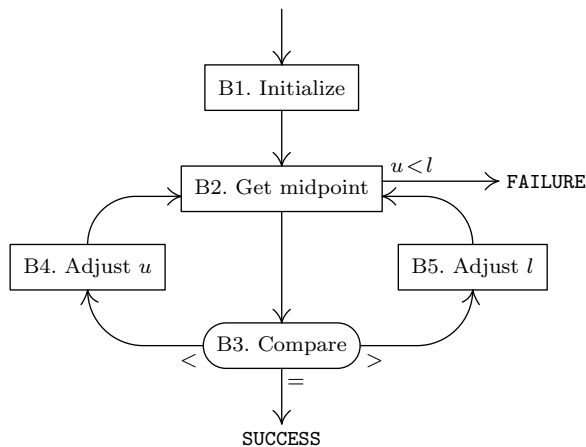 B1. Initialize
u<l
B2. Get midpoint
FAILURE
B4. Adjust u
B5. Adjust l
B3. Compare
<
>
=
SUCCESS